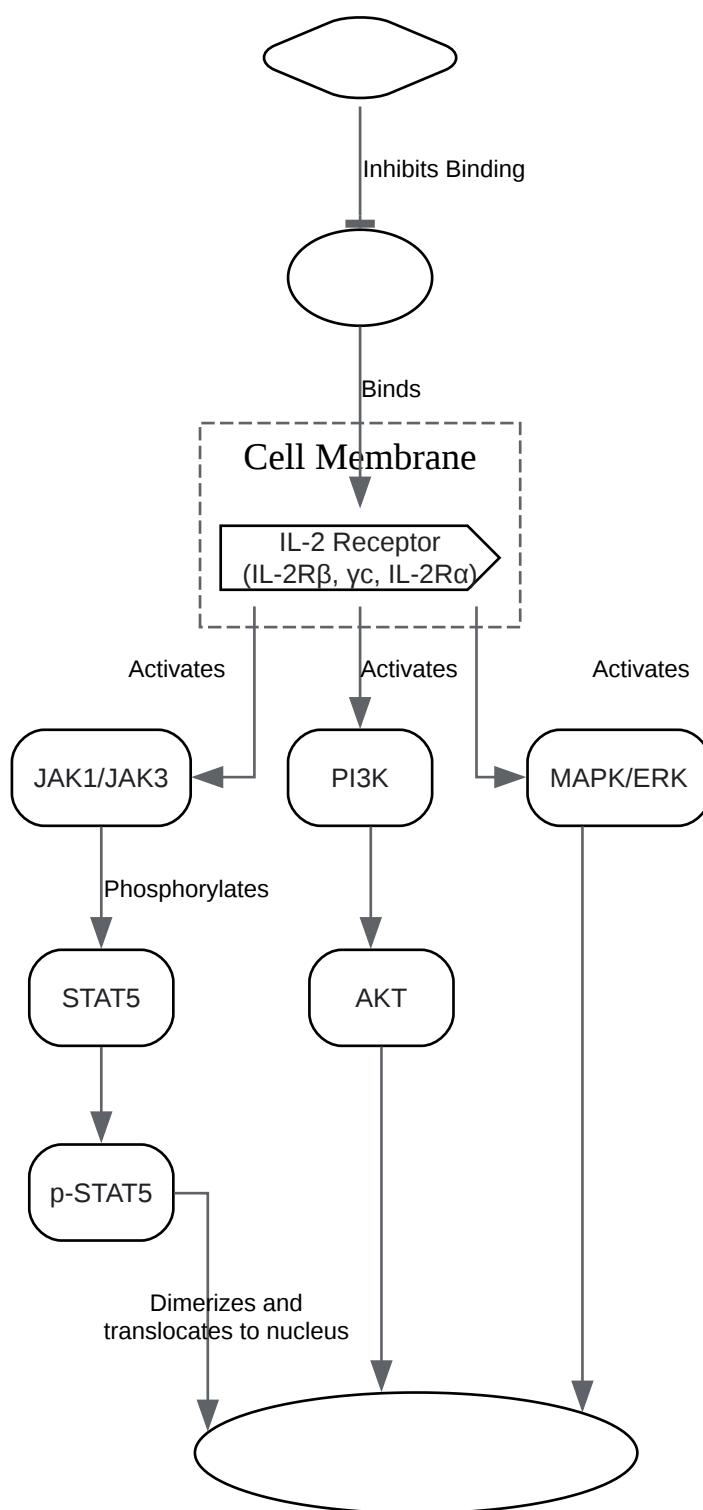 Inhibits Binding
Binds
Cell Membrane
IL-2 Receptor
(IL-2Rβ, γc, IL-2Rα)
Activates
Activates
Activates
JAK1/JAK3
PI3K
MAPK/ERK
Phosphorylates
STAT5
AKT
p-STAT5
Dimerizes and
translocates to nucleus